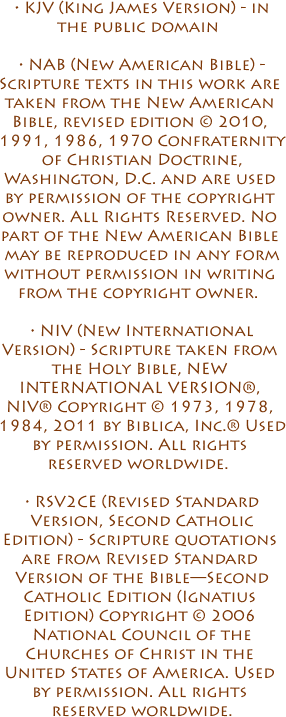 • KJV (King James Version) - in
the public domain
• NAB (New American Bible) -
Scripture texts in this work are
taken from the New American
Bible, revised edition © 2010,
1991, 1986, 1970 Confraternity
of Christian Doctrine,
Washington, D.C. and are used
by permission of the copyright
owner. All Rights Reserved. No
part of the New American Bible
may be reproduced in any form
without permission in writing
from the copyright owner.
• NIV (New International
Version) - Scripture taken from
the Holy Bible, NEW
INTERNATIONAL VERSION®,
NIV® Copyright © 1973, 1978,
1984, 2011 by Biblica, Inc.® Used
by permission. All rights
reserved worldwide.
• RSV2CE (Revised Standard
Version, Second Catholic
Edition) - Scripture quotations
are from Revised Standard
Version of the Bible—Second
Catholic Edition (Ignatius
Edition) Copyright © 2006
National Council of the
Churches of Christ in the
United States of America. Used
by permission. All rights
reserved worldwide.